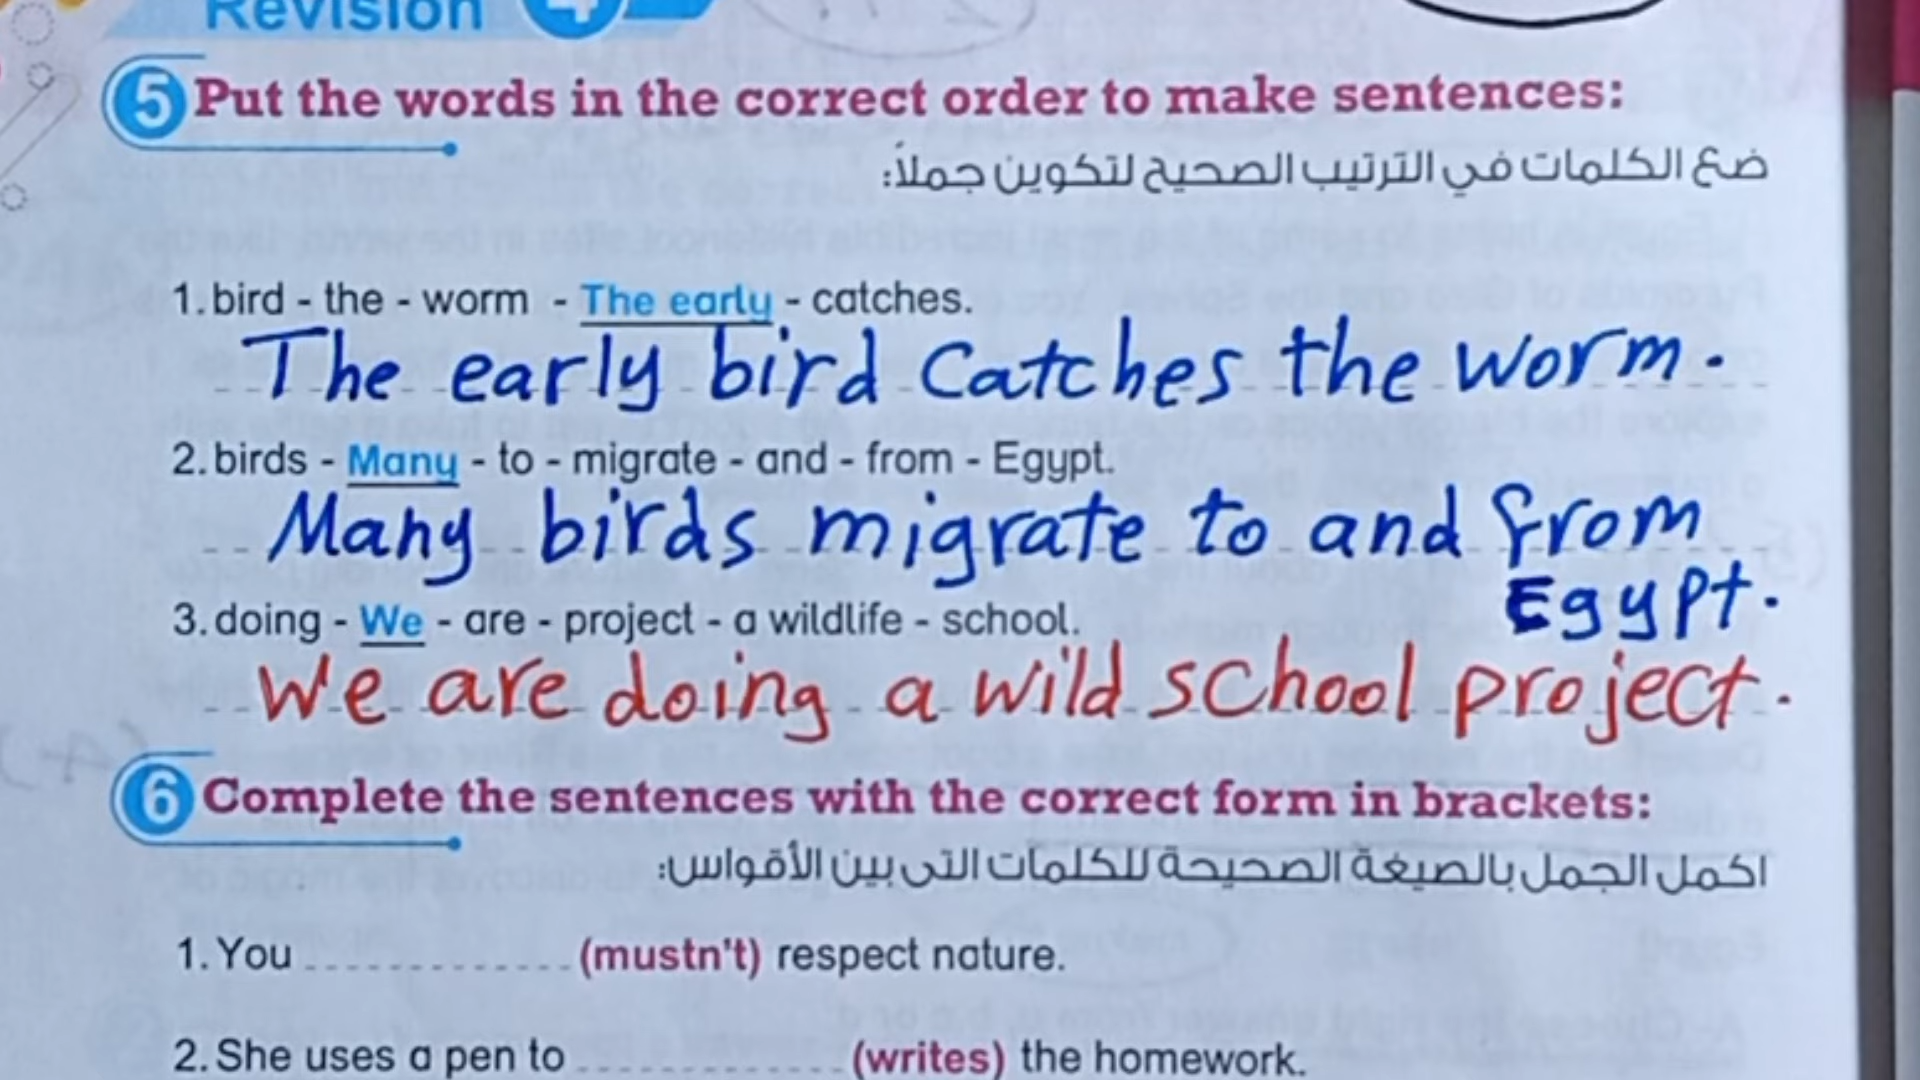 Revision 4
5 Put the words in the correct order to make sentences:
ضع الكلمات في الترتيب الصحيح لتكوين جملاً:
1. bird - the - worm - The early - catches.
The early bird Catches the worm.
2. birds - Many - to - migrate - and - from - Egypt.
Many birds migrate to and from
Egypt.
3. doing - We - are - project - a wildlife - school.
We are doing a wild school project.
6 Complete the sentences with the correct form in brackets:
اكمل الجمل بالصيغة الصحيحة للكلمات التى بين الأقواس:
1. You ............. (mustn't) respect nature.
2. She uses a pen to ............. (writes) the homework.